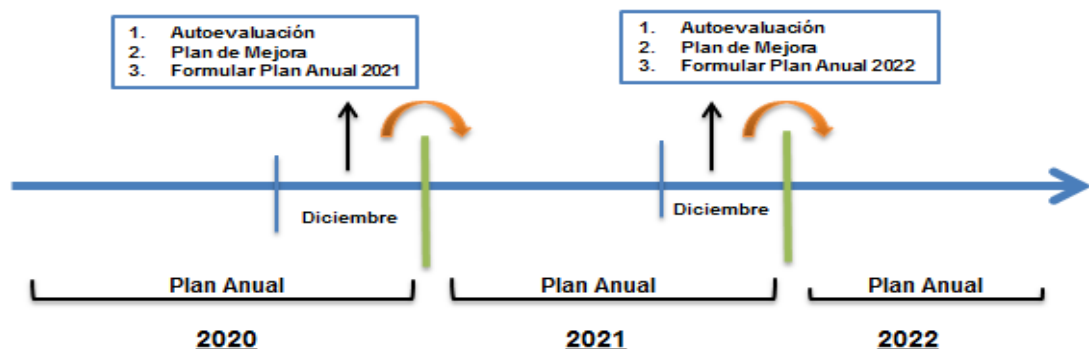 1. Autoevaluación
2. Plan de Mejora
3. Formular Plan Anual 2021
1. Autoevaluación
2. Plan de Mejora
3. Formular Plan Anual 2022
Diciembre
Diciembre
Plan Anual
Plan Anual
Plan Anual
2020
2021
2022